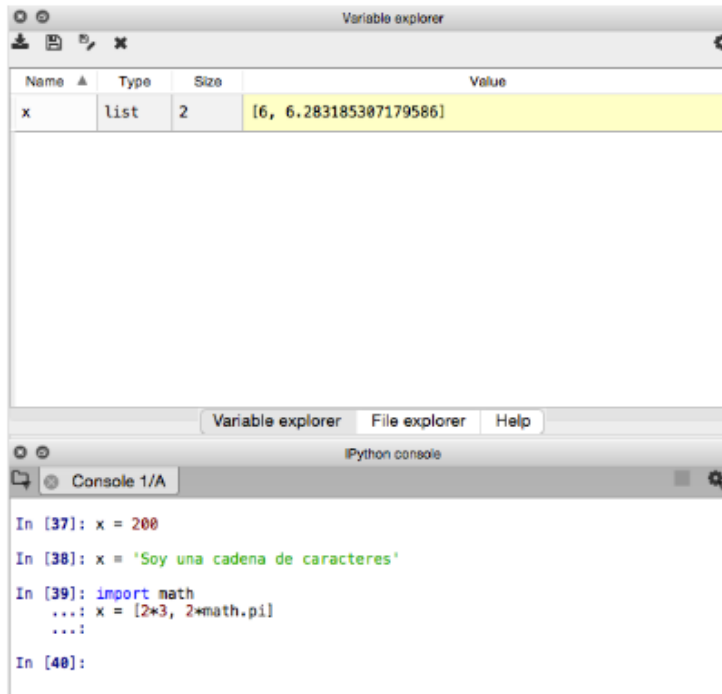 Variable explorer
Name Type Size Value
x list 2 [6, 6.283185307179586]
Variable explorer File explorer Help
IPython console
Console 1/A
In [37]: x = 200
In [38]: x = 'Soy una cadena de caracteres'
In [39]: import math
...: x = [2*3, 2*math.pi]
...:
In [40]: